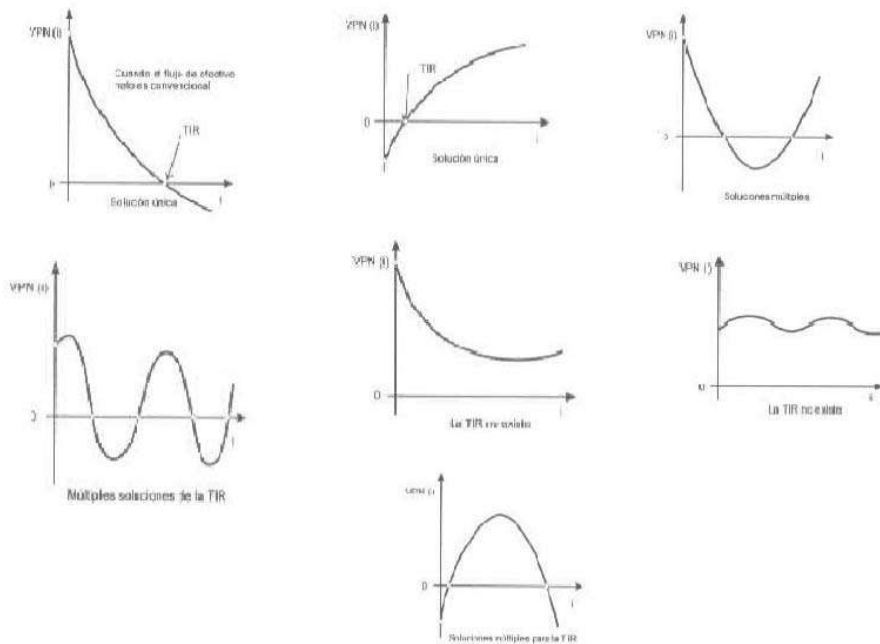 VPN (i)
Cuando el flujo de efectivo
neto es convencional
TIR
0
i
Solución única
VPN (i)
TIR
0
i
Solución única
VPN (i)
i
Soluciones múltiples
VPN (i)
0
i
Múltiples soluciones de la TIR
VPN (i)
0
i
La TIR no existe
VPN (i)
La TIR no existe
VPN (i)
0
i
Soluciones múltiples para la TIR